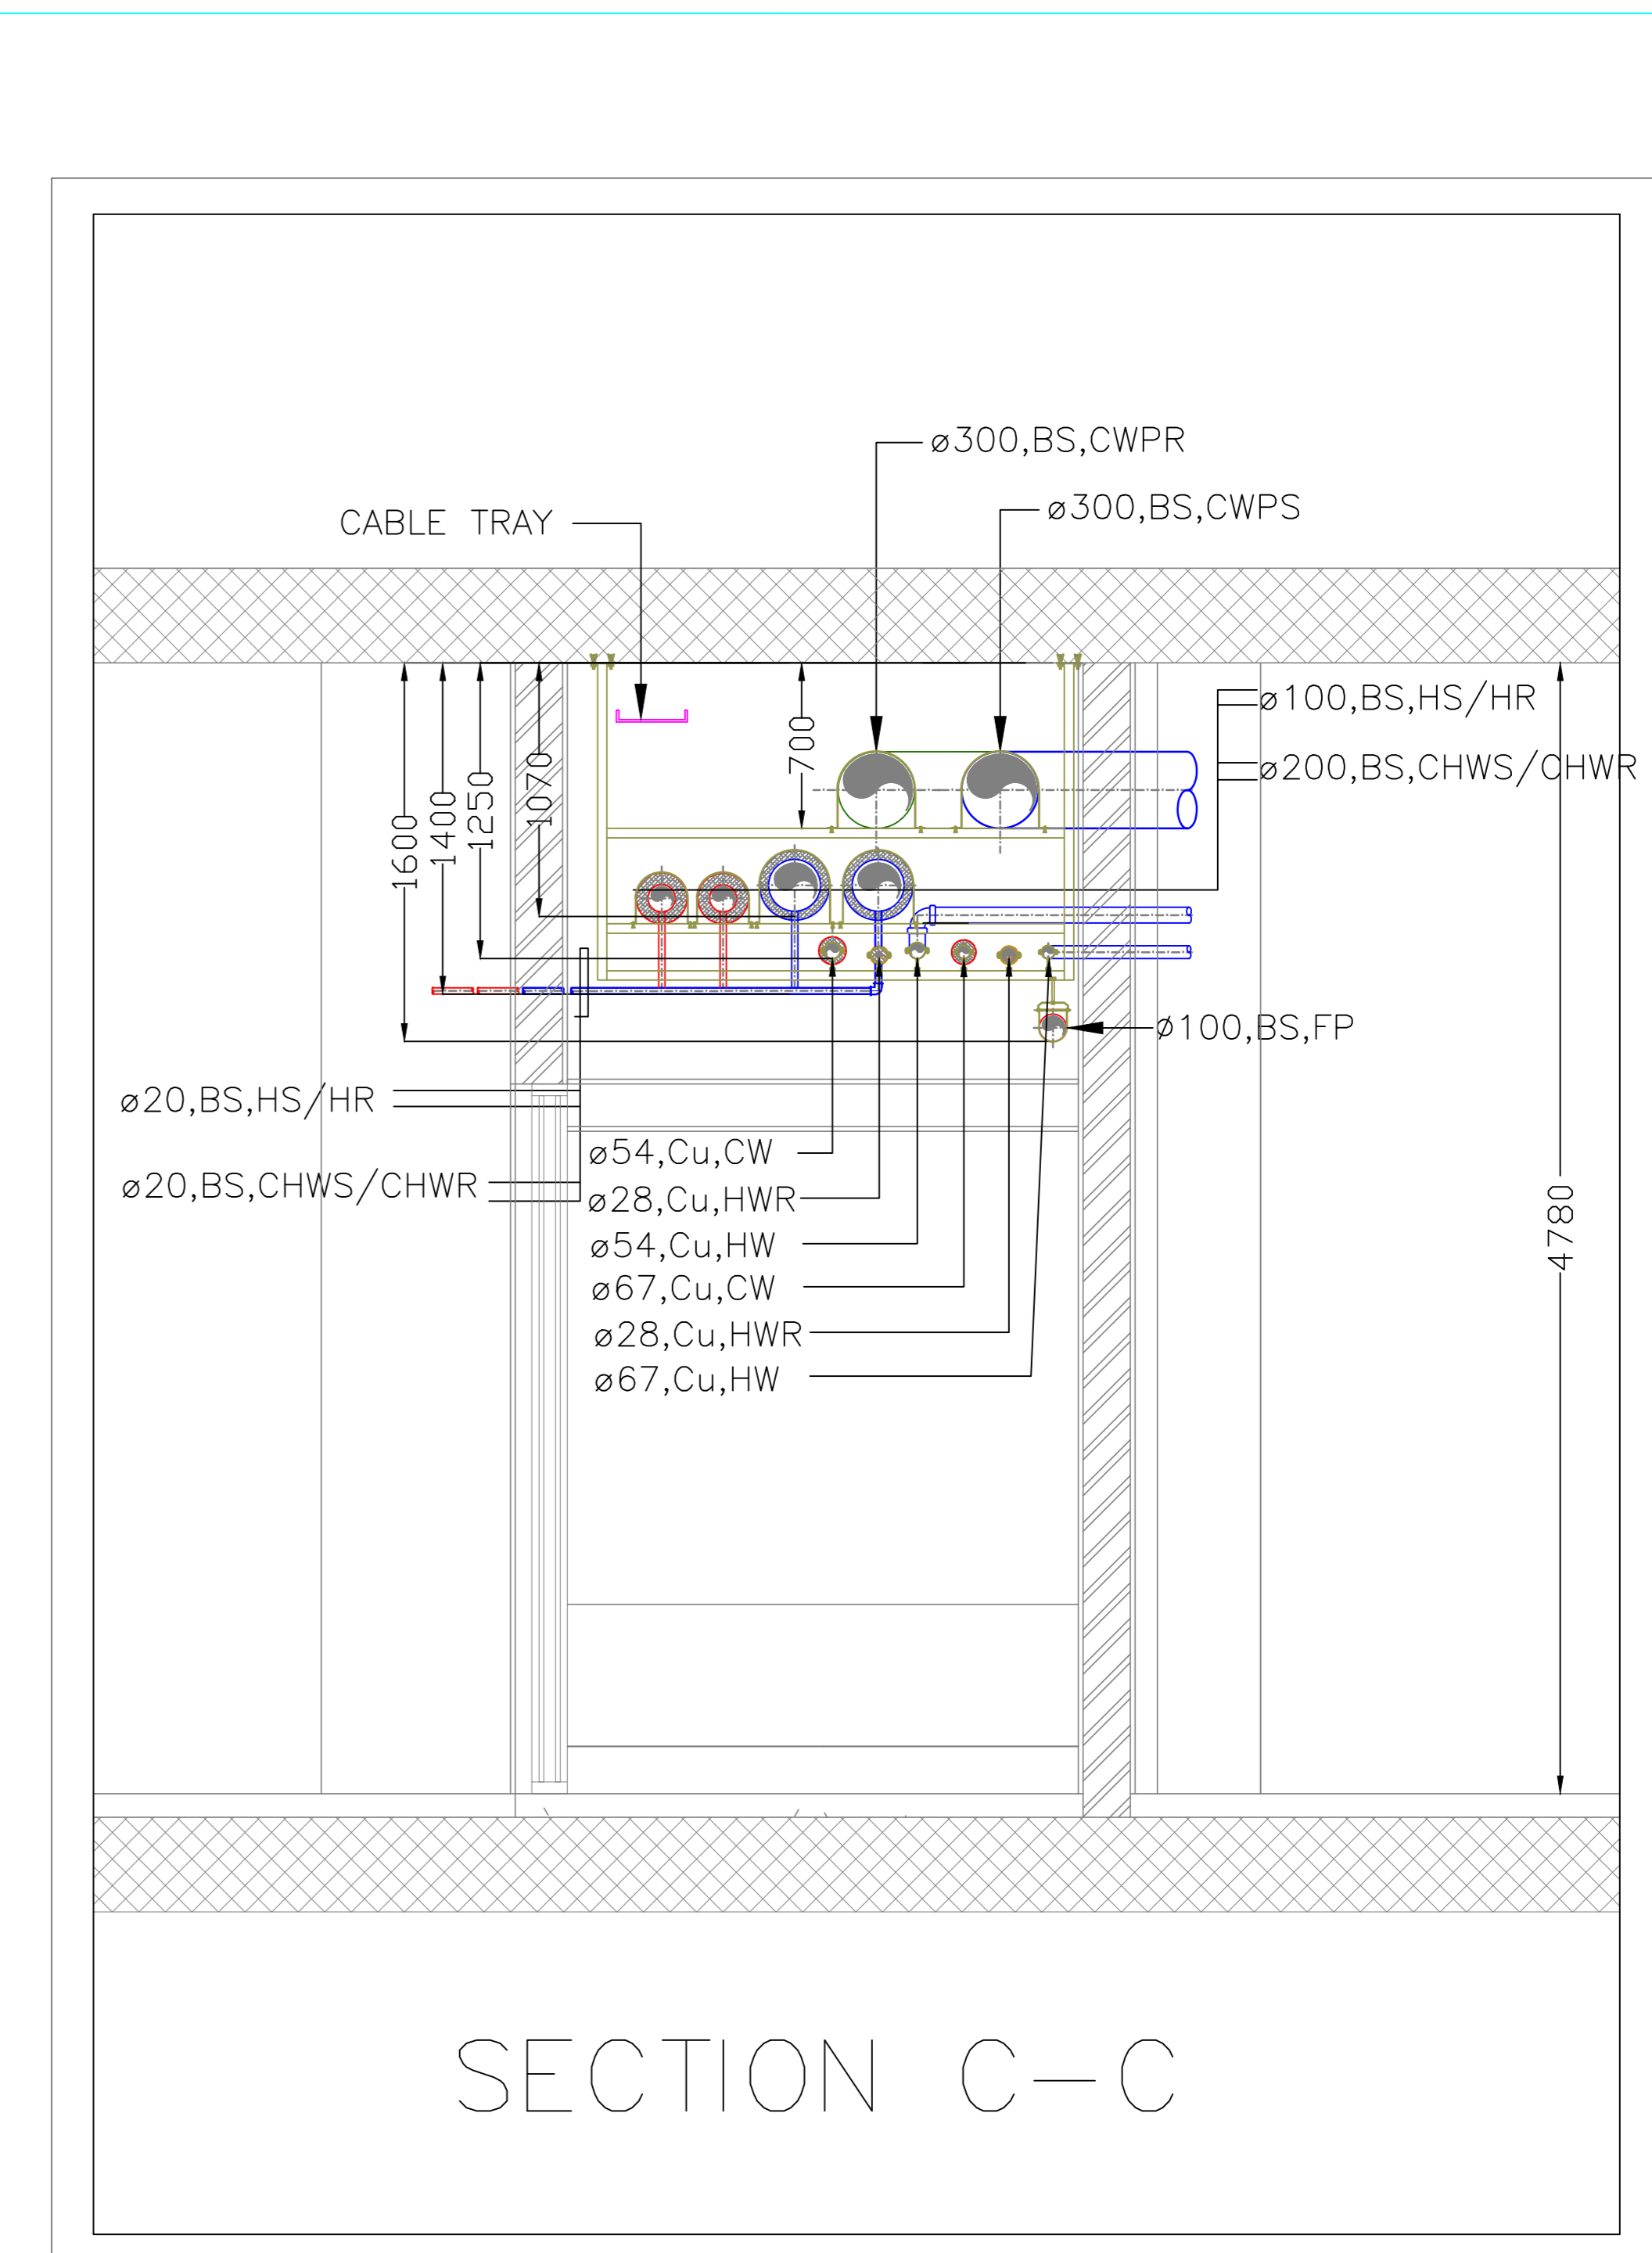 ø300,BS,CWPR
ø300,BS,CWPS
CABLE TRAY
ø100,BS,HS/HR
ø200,BS,CHWS/CHWR
700
1070
1250
1400
1600
ø100,BS,FP
ø20,BS,HS/HR
ø54,Cu,CW
ø20,BS,CHWS/CHWR
ø28,Cu,HWR
4780
ø54,Cu,HW
ø67,Cu,CW
ø28,Cu,HWR
ø67,Cu,HW
SECTION C-C